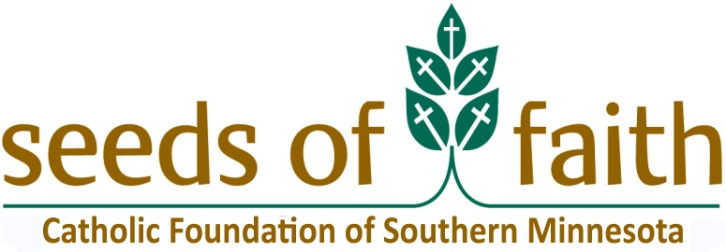 seeds of faith
Catholic Foundation of Southern Minnesota